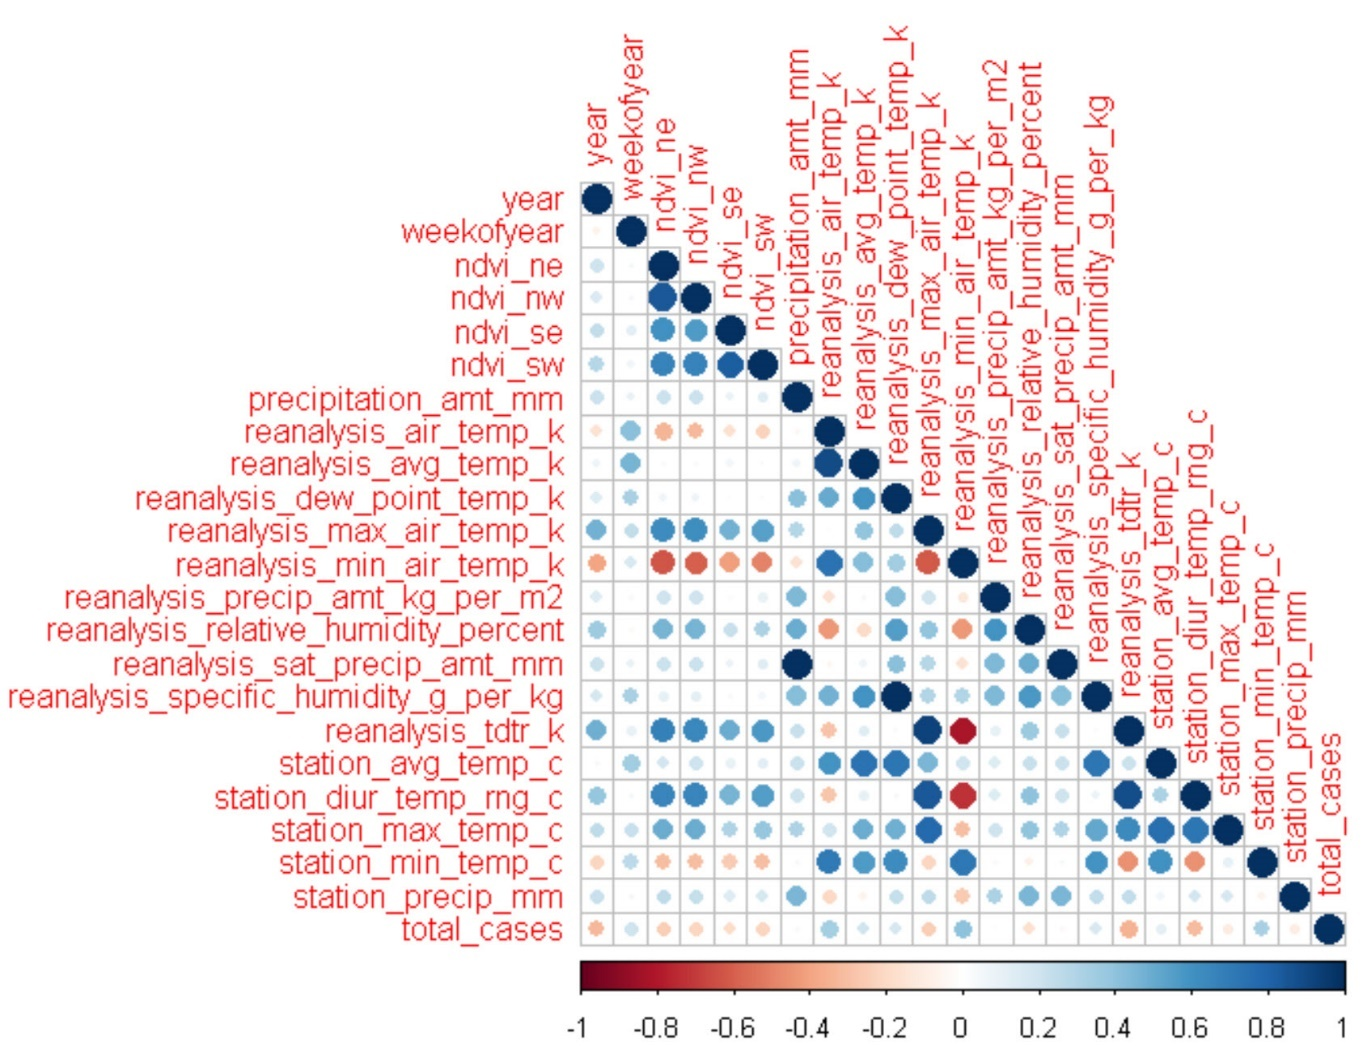 year
weekofyear
ndvi_ne
ndvi_nw
ndvi_se
ndvi_sw
precipitation_amt_mm
reanalysis_air_temp_k
reanalysis_avg_temp_k
reanalysis_dew_point_temp_k
reanalysis_max_air_temp_k
reanalysis_min_air_temp_k
reanalysis_precip_amt_kg_per_m2
reanalysis_relative_humidity_percent
reanalysis_sat_precip_amt_mm
reanalysis_specific_humidity_g_per_kg
reanalysis_tdtr_k
station_avg_temp_c
station_diur_temp_rng_c
station_max_temp_c
station_min_temp_c
station_precip_mm
total_cases
year
weekofyear
ndvi_ne
ndvi_nw
ndvi_se
ndvi_sw
precipitation_amt_mm
reanalysis_air_temp_k
reanalysis_avg_temp_k
reanalysis_dew_point_temp_k
reanalysis_max_air_temp_k
reanalysis_min_air_temp_k
reanalysis_precip_amt_kg_per_m2
reanalysis_relative_humidity_percent
reanalysis_sat_precip_amt_mm
reanalysis_specific_humidity_g_per_kg
reanalysis_tdtr_k
station_avg_temp_c
station_diur_temp_rng_c
station_max_temp_c
station_min_temp_c
station_precip_mm
total_cases
-1 -0.8 -0.6 -0.4 -0.2 0 0.2 0.4 0.6 0.8 1